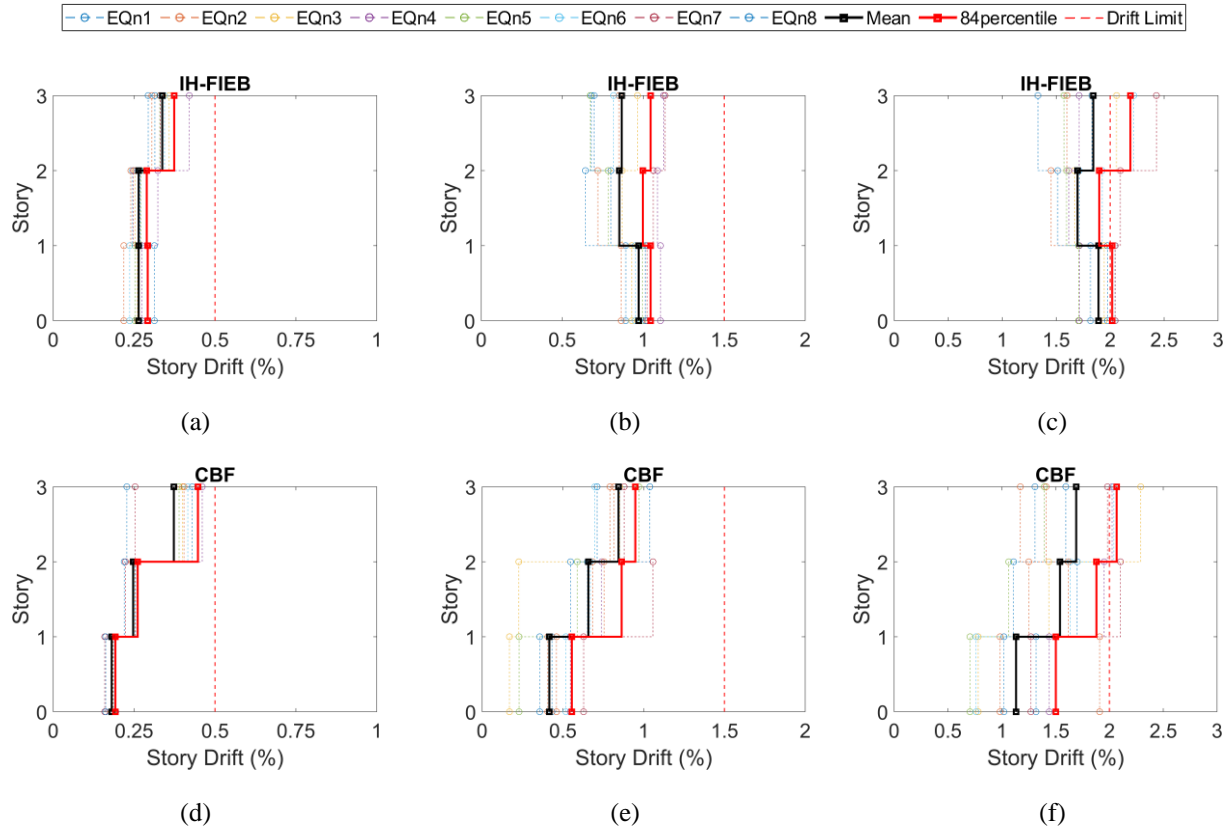 EQn1 EQn2 EQn3 EQn4 EQn5 EQn6 EQn7 EQn8 Mean 84percentile Drift Limit
IH-FIEB IH-FIEB IH-FIEB
3 3 3
2 2 2
Story Story Story
1 1 1
0 0 0
0 0.25 0.5 0.75 1 0 0.5 1 1.5 2 0 0.5 1 1.5 2 2.5 3
Story Drift (%) Story Drift (%) Story Drift (%)
(a) (b) (c)
CBF CBF CBF
3 3 3
2 2 2
Story Story Story
1 1 1
0 0 0
0 0.25 0.5 0.75 1 0 0.5 1 1.5 2 0 0.5 1 1.5 2 2.5 3
Story Drift (%) Story Drift (%) Story Drift (%)
(d) (e) (f)